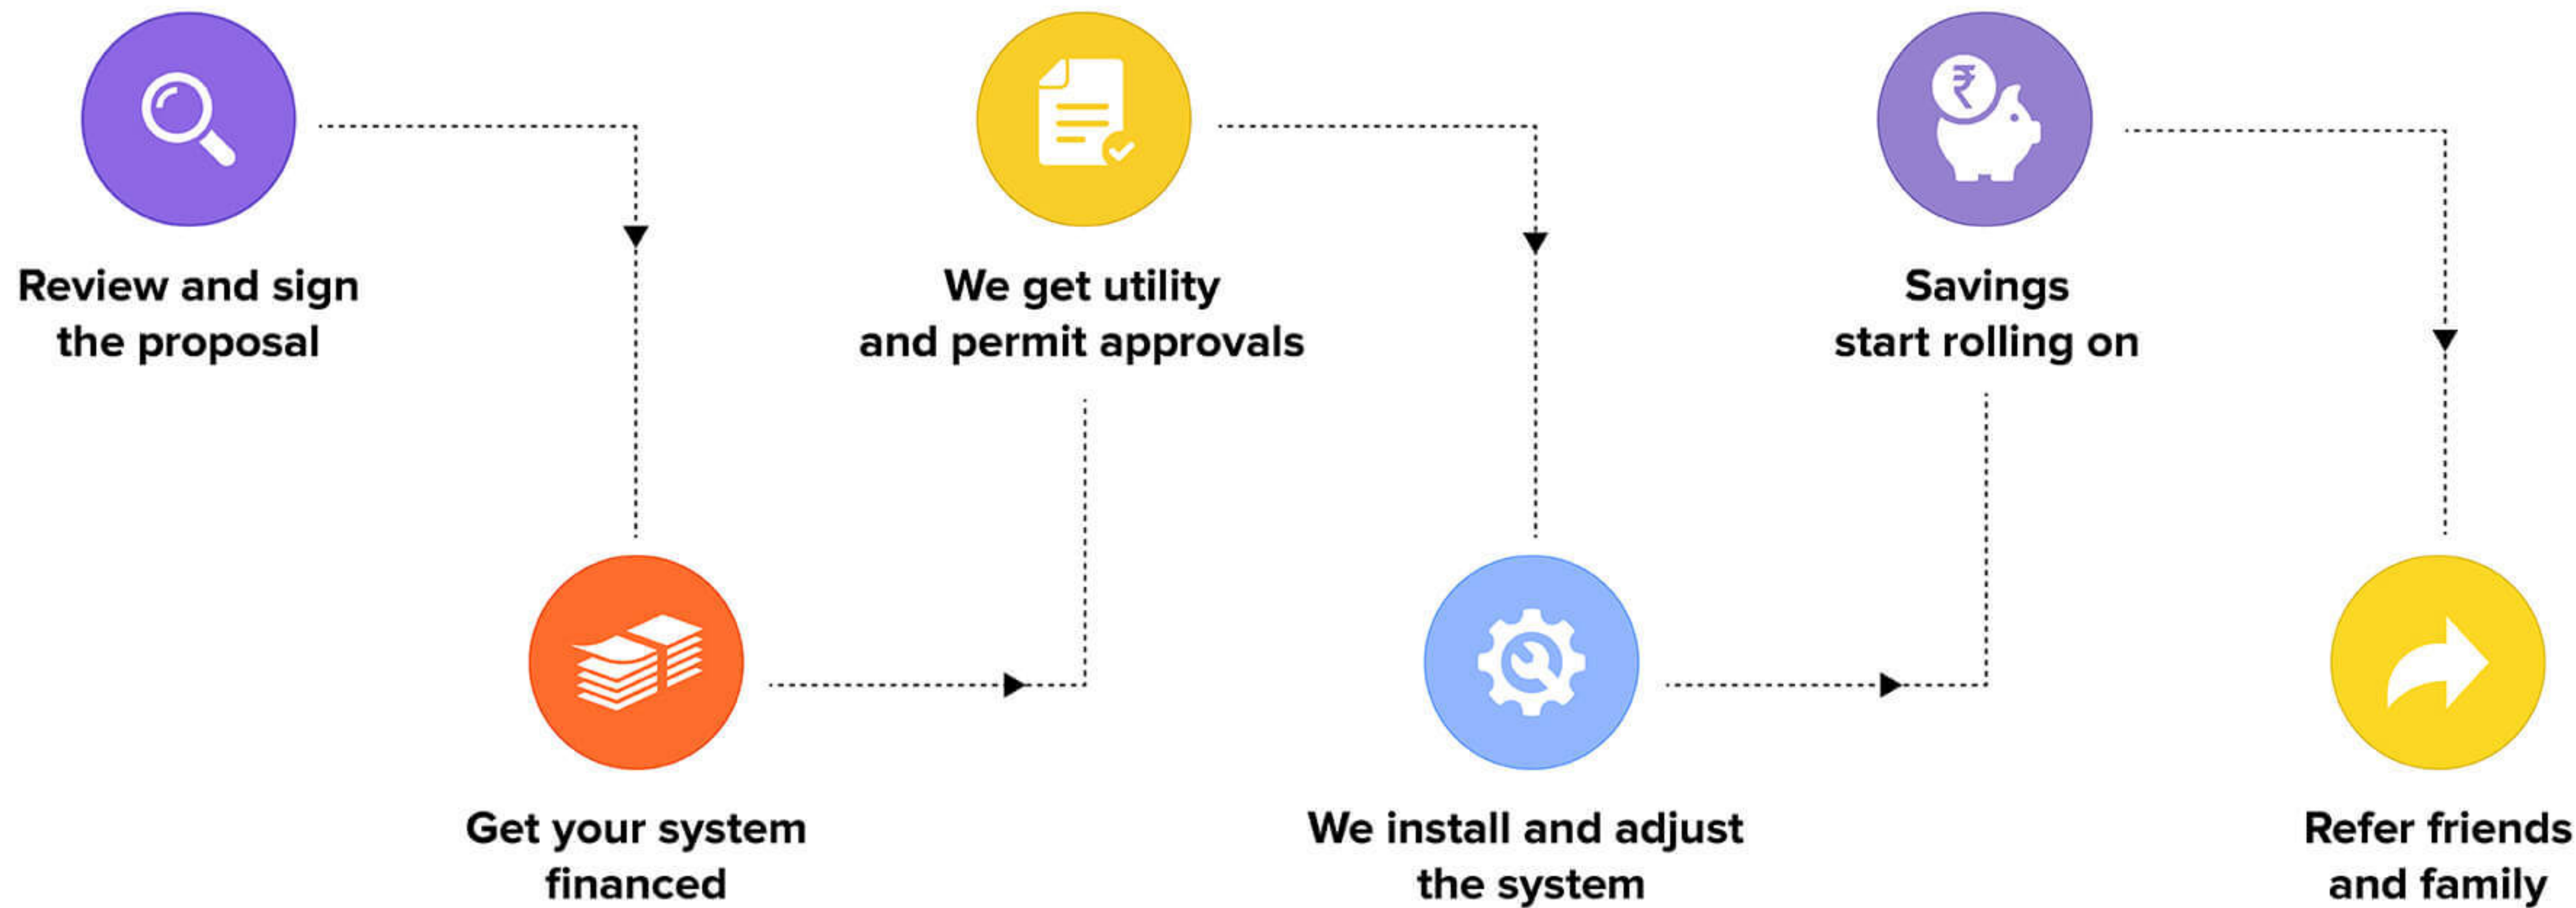 Review and sign
the proposal
Get your system
financed
We get utility
and permit approvals
We install and adjust
the system
₹
Savings
start rolling on
Refer friends
and family